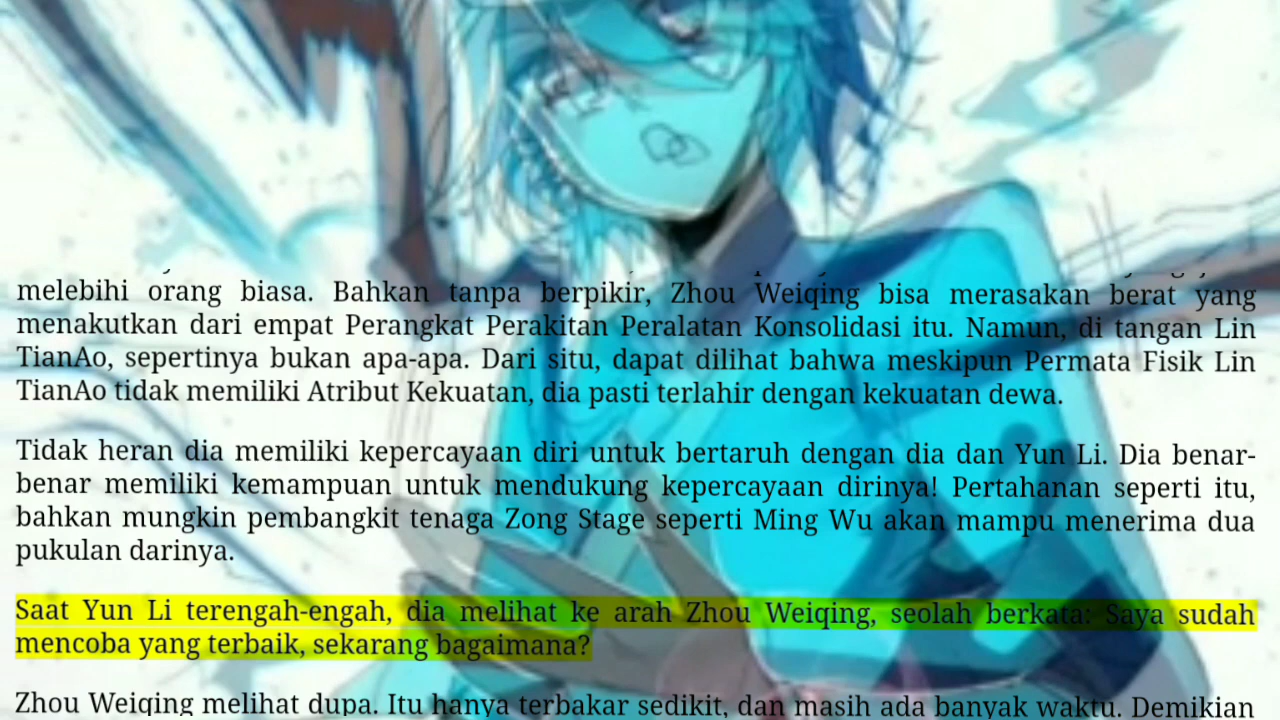 melebihi orang biasa. Bahkan tanpa berpikir, Zhou Weiqing bisa merasakan berat yang
menakutkan dari empat Perangkat Perakitan Peralatan Konsolidasi itu. Namun, di tangan Lin
TianAo, sepertinya bukan apa-apa. Dari situ, dapat dilihat bahwa meskipun Permata Fisik Lin
TianAo tidak memiliki Atribut Kekuatan, dia pasti terlahir dengan kekuatan dewa.
Tidak heran dia memiliki kepercayaan diri untuk bertaruh dengan dia dan Yun Li. Dia benar-
benar memiliki kemampuan untuk mendukung kepercayaan dirinya! Pertahanan seperti itu,
bahkan mungkin pembangkit tenaga Zong Stage seperti Ming Wu akan mampu menerima dua
pukulan darinya.
Saat Yun Li terengah-engah, dia melihat ke arah Zhou Weiqing, seolah berkata: Saya sudah
mencoba yang terbaik, sekarang bagaimana?
Zhou Weiqing melihat dupa. Itu hanya terbakar sedikit, dan masih ada banyak waktu. Demikian